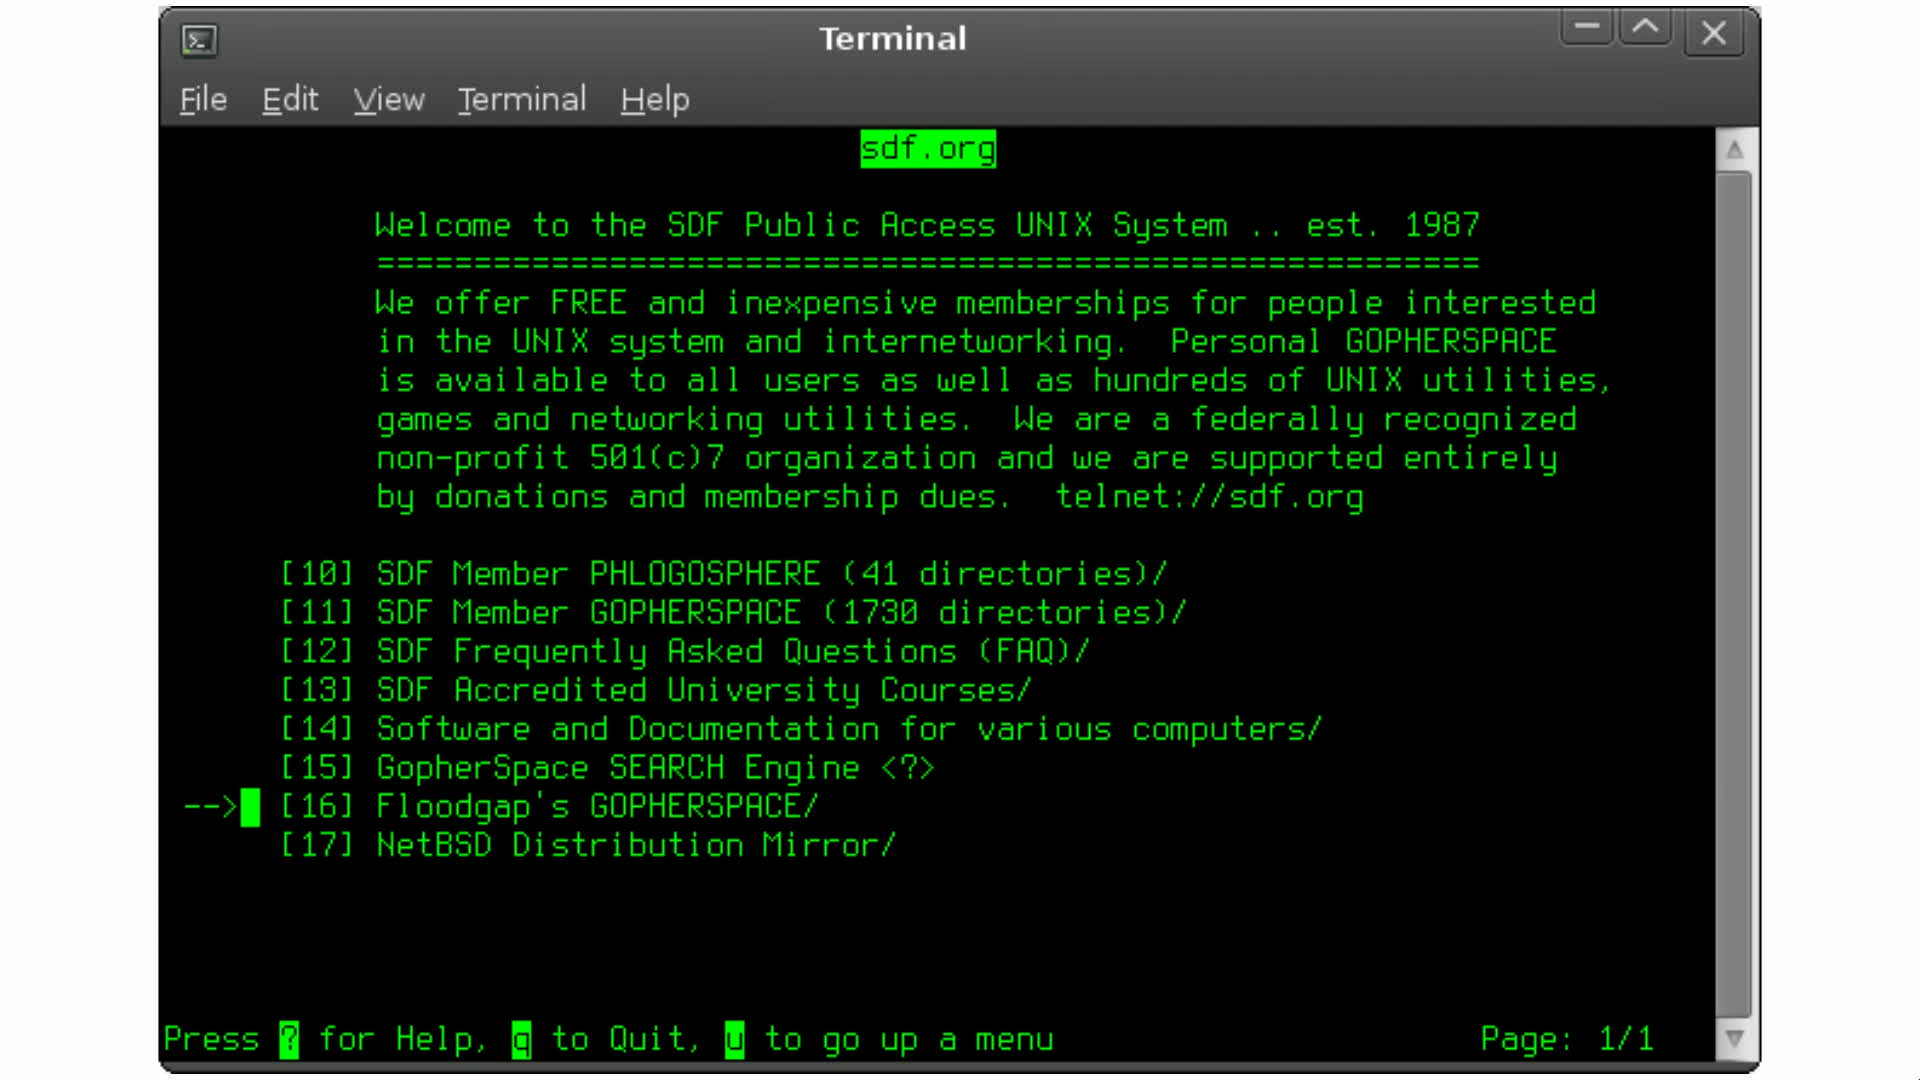 Terminal
File Edit View Terminal Help
sdf.org
Welcome to the SDF Public Access UNIX System .. est. 1987
=========================================================
We offer FREE and inexpensive memberships for people interested
in the UNIX system and internetworking.  Personal GOPHERSPACE
is available to all users as well as hundreds of UNIX utilities,
games and networking utilities.  We are a federally recognized
non-profit 501(c)7 organization and we are supported entirely
by donations and membership dues.  telnet://sdf.org
[10] SDF Member PHLOGOSPHERE (41 directories)/
[11] SDF Member GOPHERSPACE (1730 directories)/
[12] SDF Frequently Asked Questions (FAQ)/
[13] SDF Accredited University Courses/
[14] Software and Documentation for various computers/
[15] GopherSpace SEARCH Engine <?>
--> [16] Floodgap's GOPHERSPACE/
[17] NetBSD Distribution Mirror/
Press ? for Help, q to Quit, u to go up a menu Page: 1/1